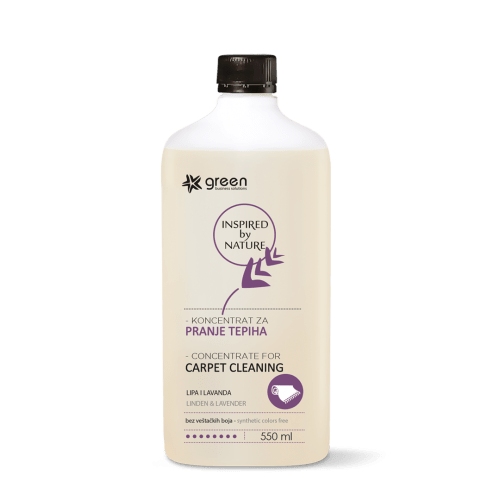 green
business solutions
INSPIRED
by
NATURE
- KONCENTRAT ZA
PRANJE TEPIHA
- CONCENTRATE FOR
CARPET CLEANING
LIPA I LAVANDA
LINDEN & LAVENDER
bez veštačkih boja - synthetic colors free
550 ml